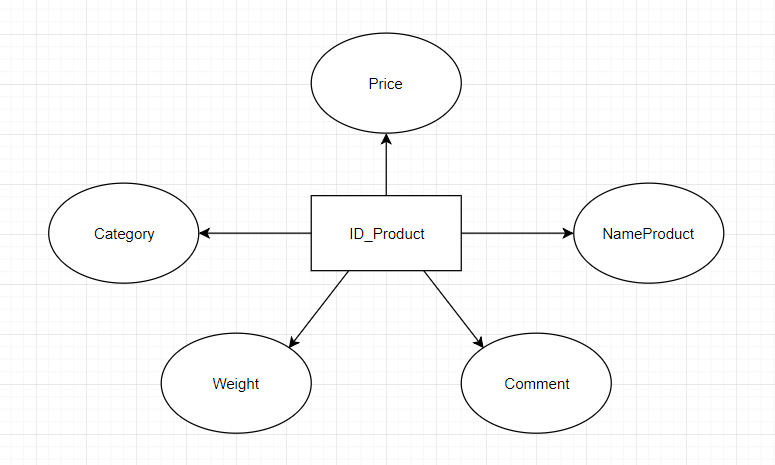 Price
Category
ID_Product
NameProduct
Weight
Comment